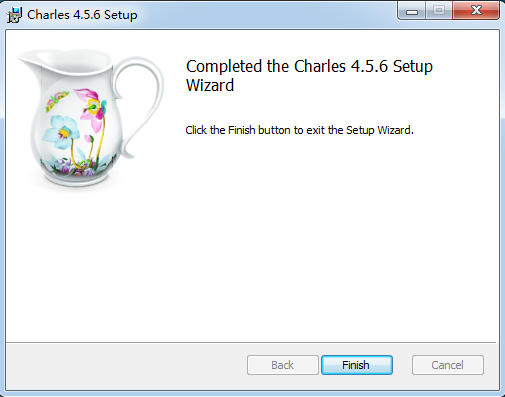 Charles 4.5.6 Setup
Completed the Charles 4.5.6 Setup
Wizard
Click the Finish button to exit the Setup Wizard.
Back
Finish
Cancel